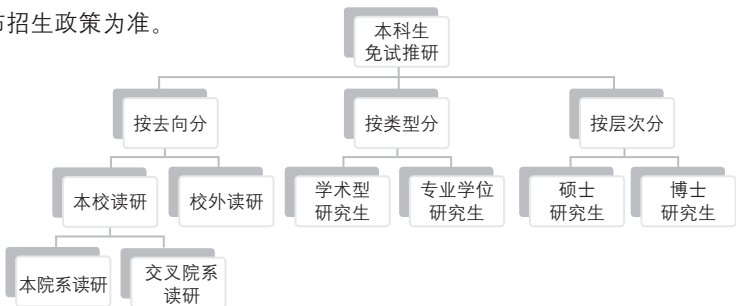 招生政策为准。
本科生
免试推研
按去向分
按类型分
按层次分
本校读研
校外读研
学术型
研究生
专业学位
研究生
硕士
研究生
博士
研究生
本院系读研
交叉院系
读研